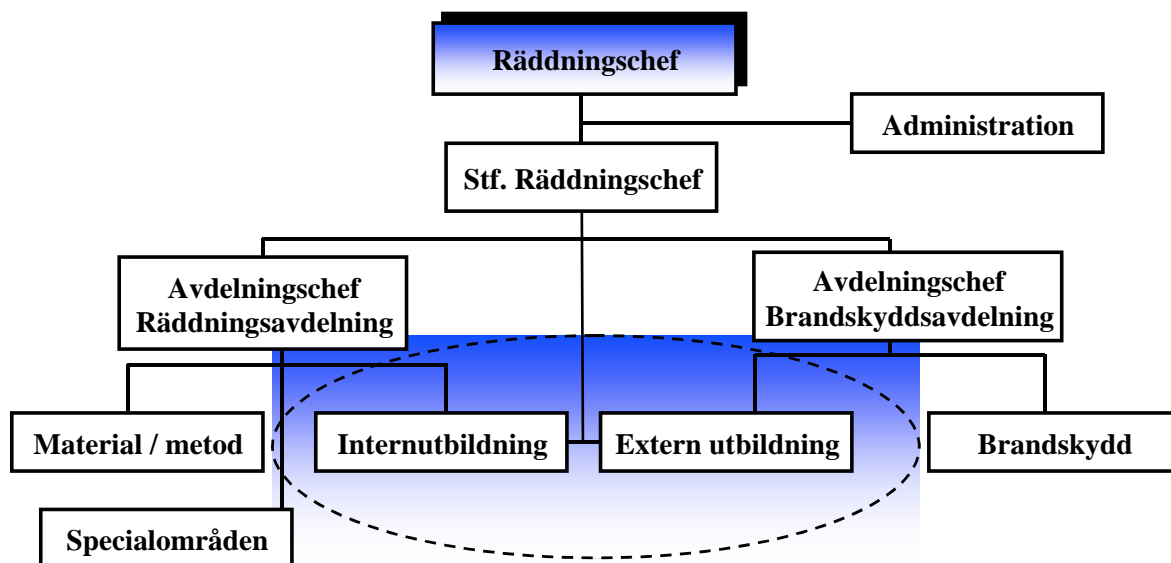 Räddningschef
Administration
Stf. Räddningschef
Avdelningschef
Räddningsavdelning
Avdelningschef
Brandskyddsavdelning
Material / metod
Internutbildning
Extern utbildning
Brandskydd
Specialområden